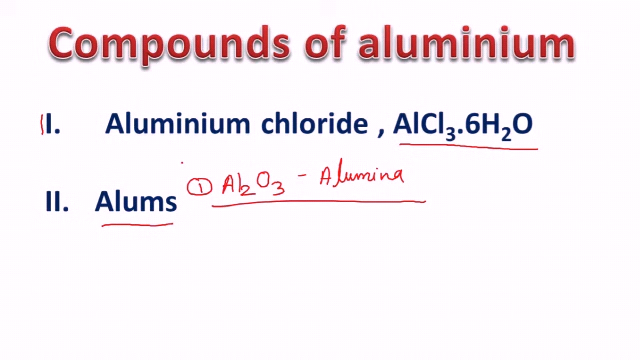 Compounds of aluminium
I. Aluminium chloride , AlCl₃.6H₂O
① Al₂O₃ - Alumina
II. Alums